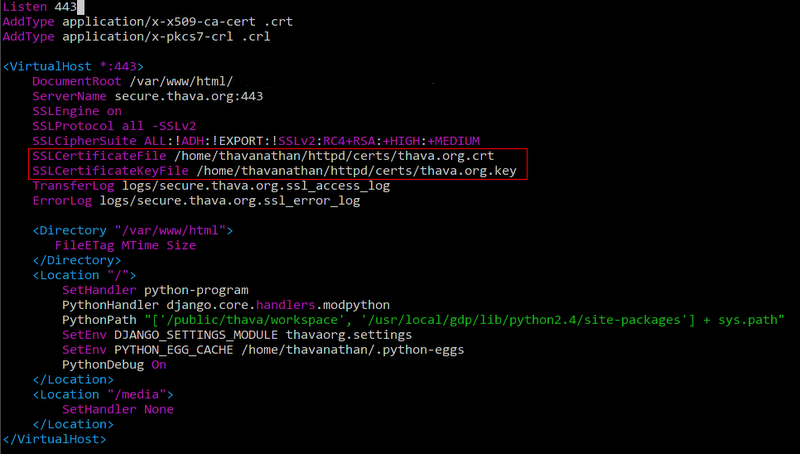 Listen 443
AddType application/x-x509-ca-cert .crt
AddType application/x-pkcs7-crl .crl
<VirtualHost *:443>
DocumentRoot /var/www/html/
ServerName secure.thava.org:443
SSLEngine on
SSLProtocol all -SSLv2
SSLCipherSuite ALL:!ADH:!EXPORT:!SSLv2:RC4+RSA:+HIGH:+MEDIUM
SSLCertificateFile /home/thavanathan/httpd/certs/thava.org.crt
SSLCertificateKeyFile /home/thavanathan/httpd/certs/thava.org.key
TransferLog logs/secure.thava.org.ssl_access_log
ErrorLog logs/secure.thava.org.ssl_error_log
<Directory "/var/www/html">
FileETag MTime Size
</Directory>
<Location "/">
SetHandler python-program
PythonHandler django.core.handlers.modpython
PythonPath "['/public/thava/workspace', '/usr/local/gdp/lib/python2.4/site-packages'] + sys.path"
SetEnv DJANGO_SETTINGS_MODULE thavaorg.settings
SetEnv PYTHON_EGG_CACHE /home/thavanathan/.python-eggs
PythonDebug On
</Location>
<Location "/media">
SetHandler None
</Location>
</VirtualHost>